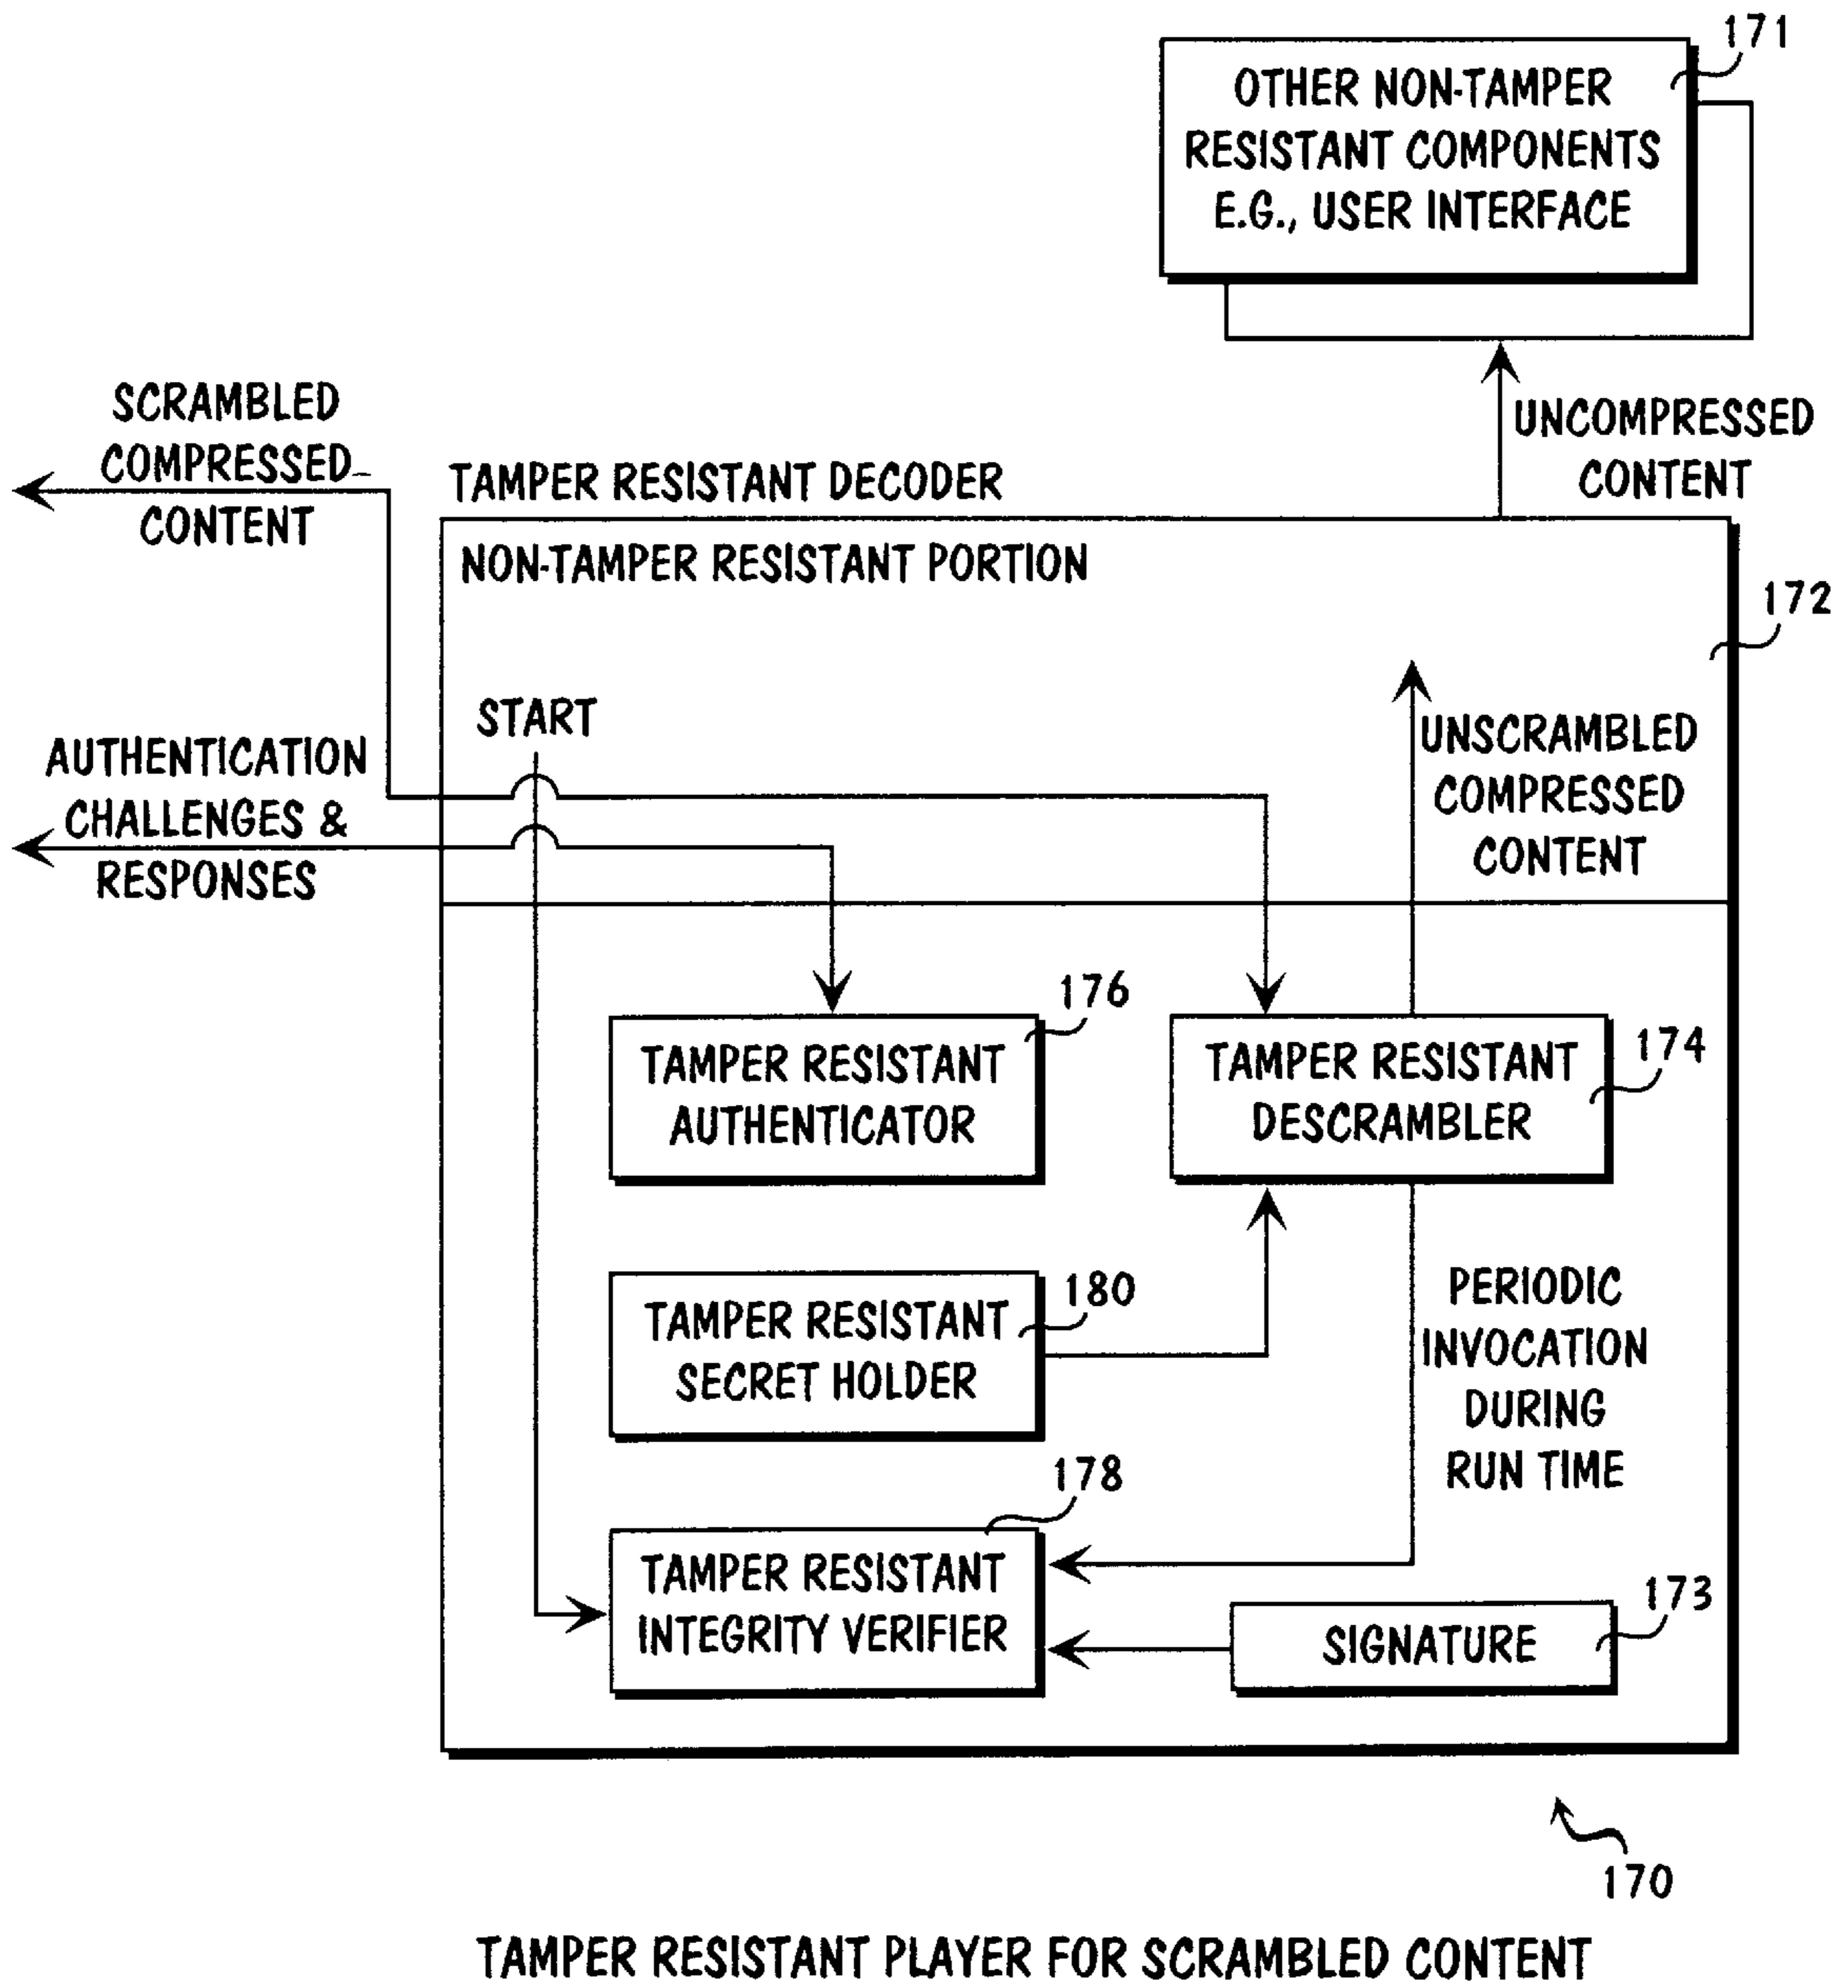 171
OTHER NON-TAMPER
RESISTANT COMPONENTS
E.G., USER INTERFACE
SCRAMBLED
COMPRESSED
CONTENT
UNCOMPRESSED
CONTENT
TAMPER RESISTANT DECODER
NON-TAMPER RESISTANT PORTION
172
START
AUTHENTICATION
CHALLENGES &
RESPONSES
UNSCRAMBLED
COMPRESSED
CONTENT
176
TAMPER RESISTANT
AUTHENTICATOR
174
TAMPER RESISTANT
DESCRAMBLER
180
TAMPER RESISTANT
SECRET HOLDER
PERIODIC
INVOCATION
DURING
RUN TIME
178
TAMPER RESISTANT
INTEGRITY VERIFIER
173
SIGNATURE
170
TAMPER RESISTANT PLAYER FOR SCRAMBLED CONTENT